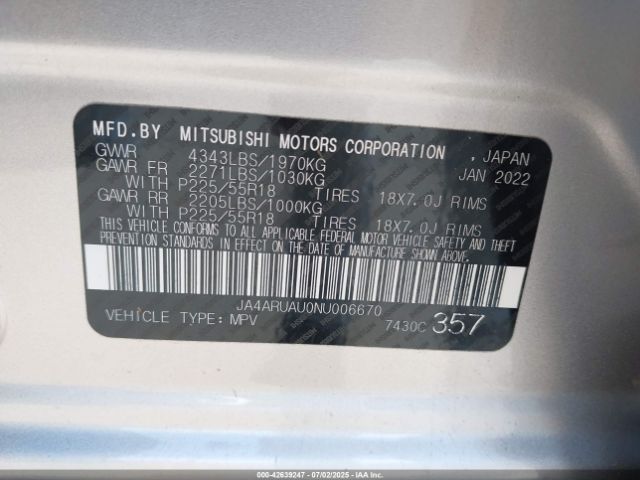 MFD.BY MITSUBISHI MOTORS CORPORATION , JAPAN
GVWR 4343LBS/1970KG JAN 2022
GAWR FR 2271LBS/1030KG
WITH P225/55R18 TIRES 18X7.0J RIMS
GAWR RR 2205LBS/1000KG
WITH P225/55R18 TIRES 18X7.0J RIMS
THIS VEHICLE CONFORMS TO ALL APPLICABLE FEDERAL MOTOR VEHICLE SAFETY AND THEFT
PREVENTION STANDARDS IN EFFECT ON THE DATE OF MANUFACTURE SHOWN ABOVE.
JA4ARUAU0NU006670
VEHICLE TYPE: MPV 7430C 357
000-42639247 - 07/02/2025 - IAAI.COM